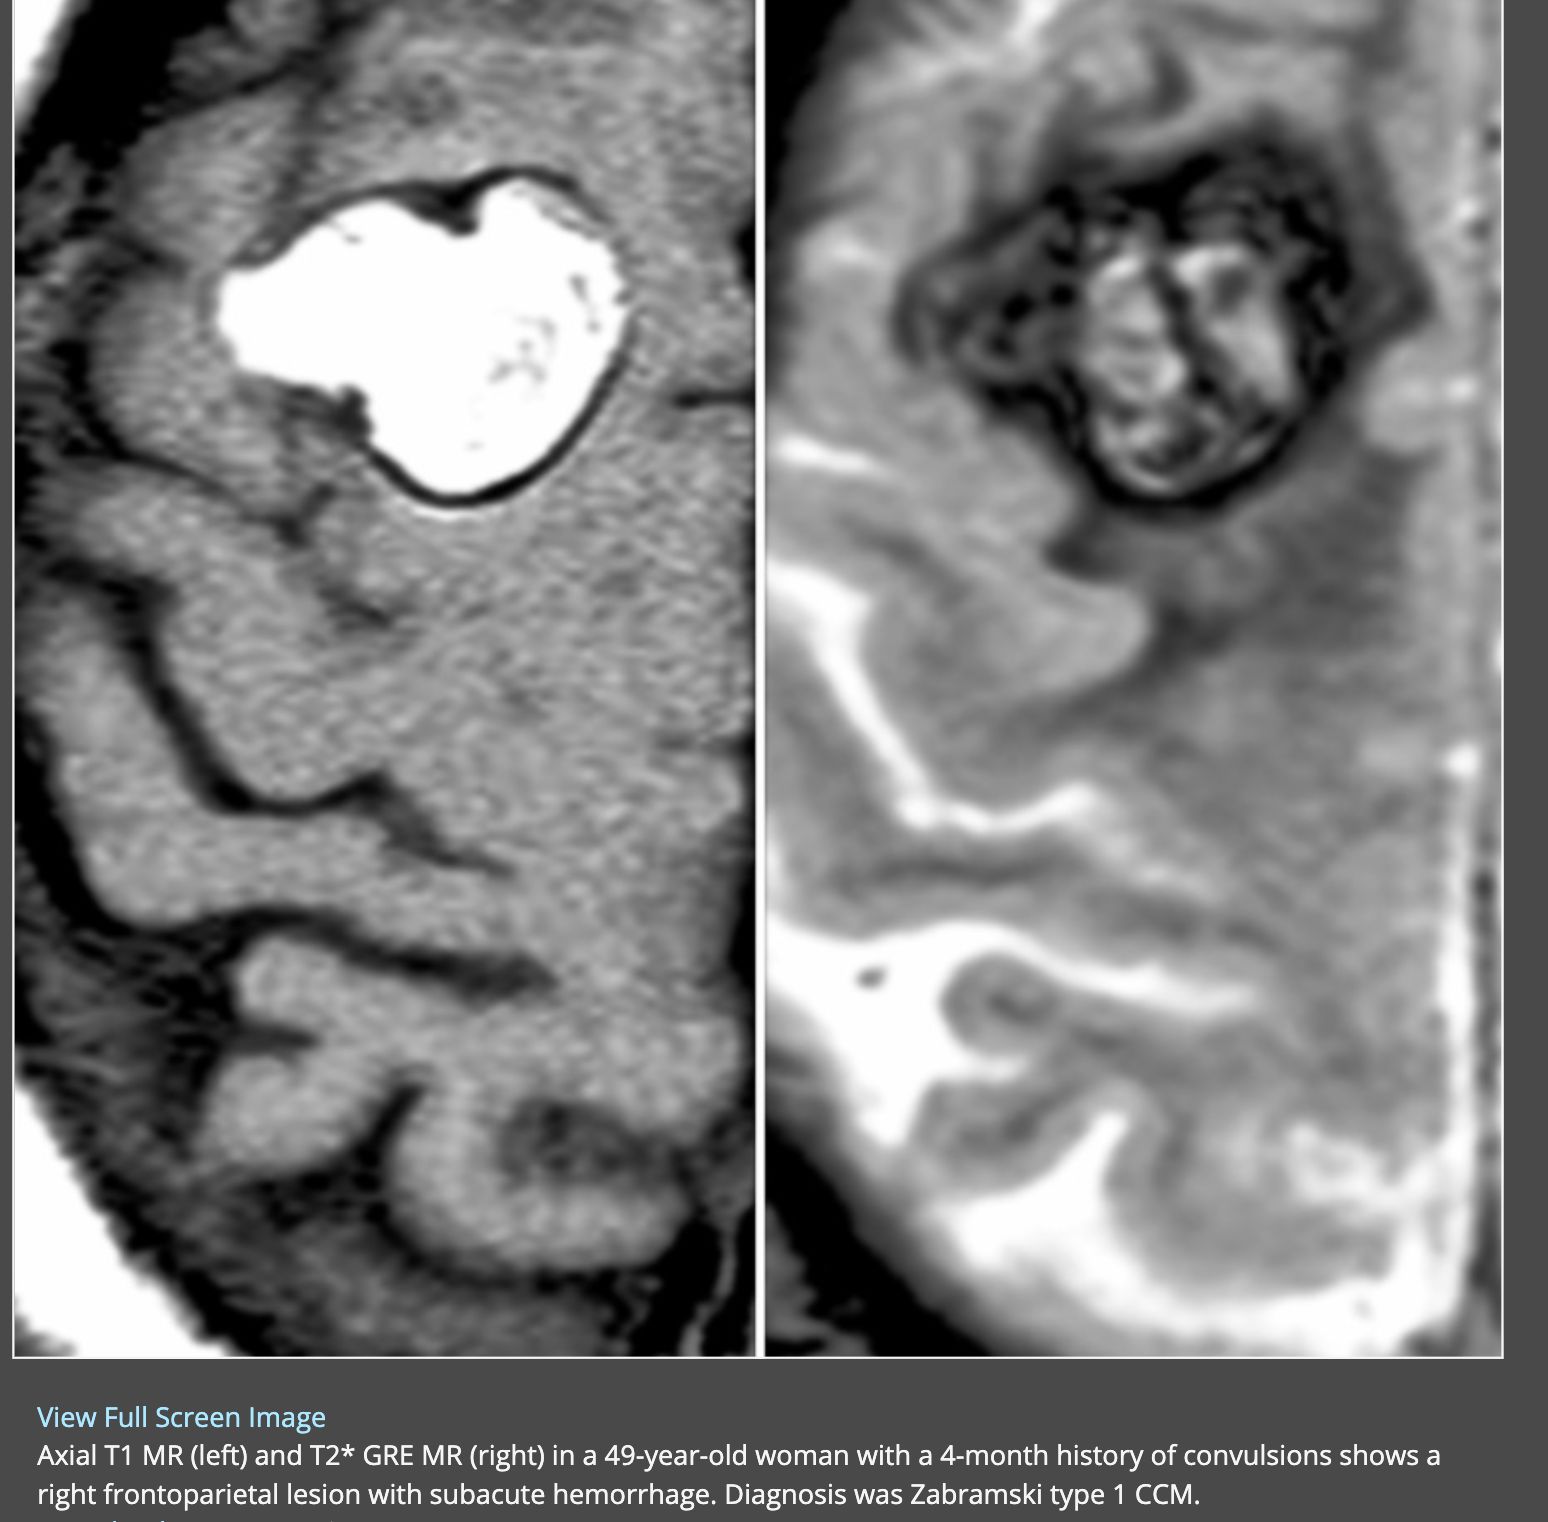 View Full Screen Image
Axial T1 MR (left) and T2* GRE MR (right) in a 49-year-old woman with a 4-month history of convulsions shows a
right frontoparietal lesion with subacute hemorrhage. Diagnosis was Zabramski type 1 CCM.